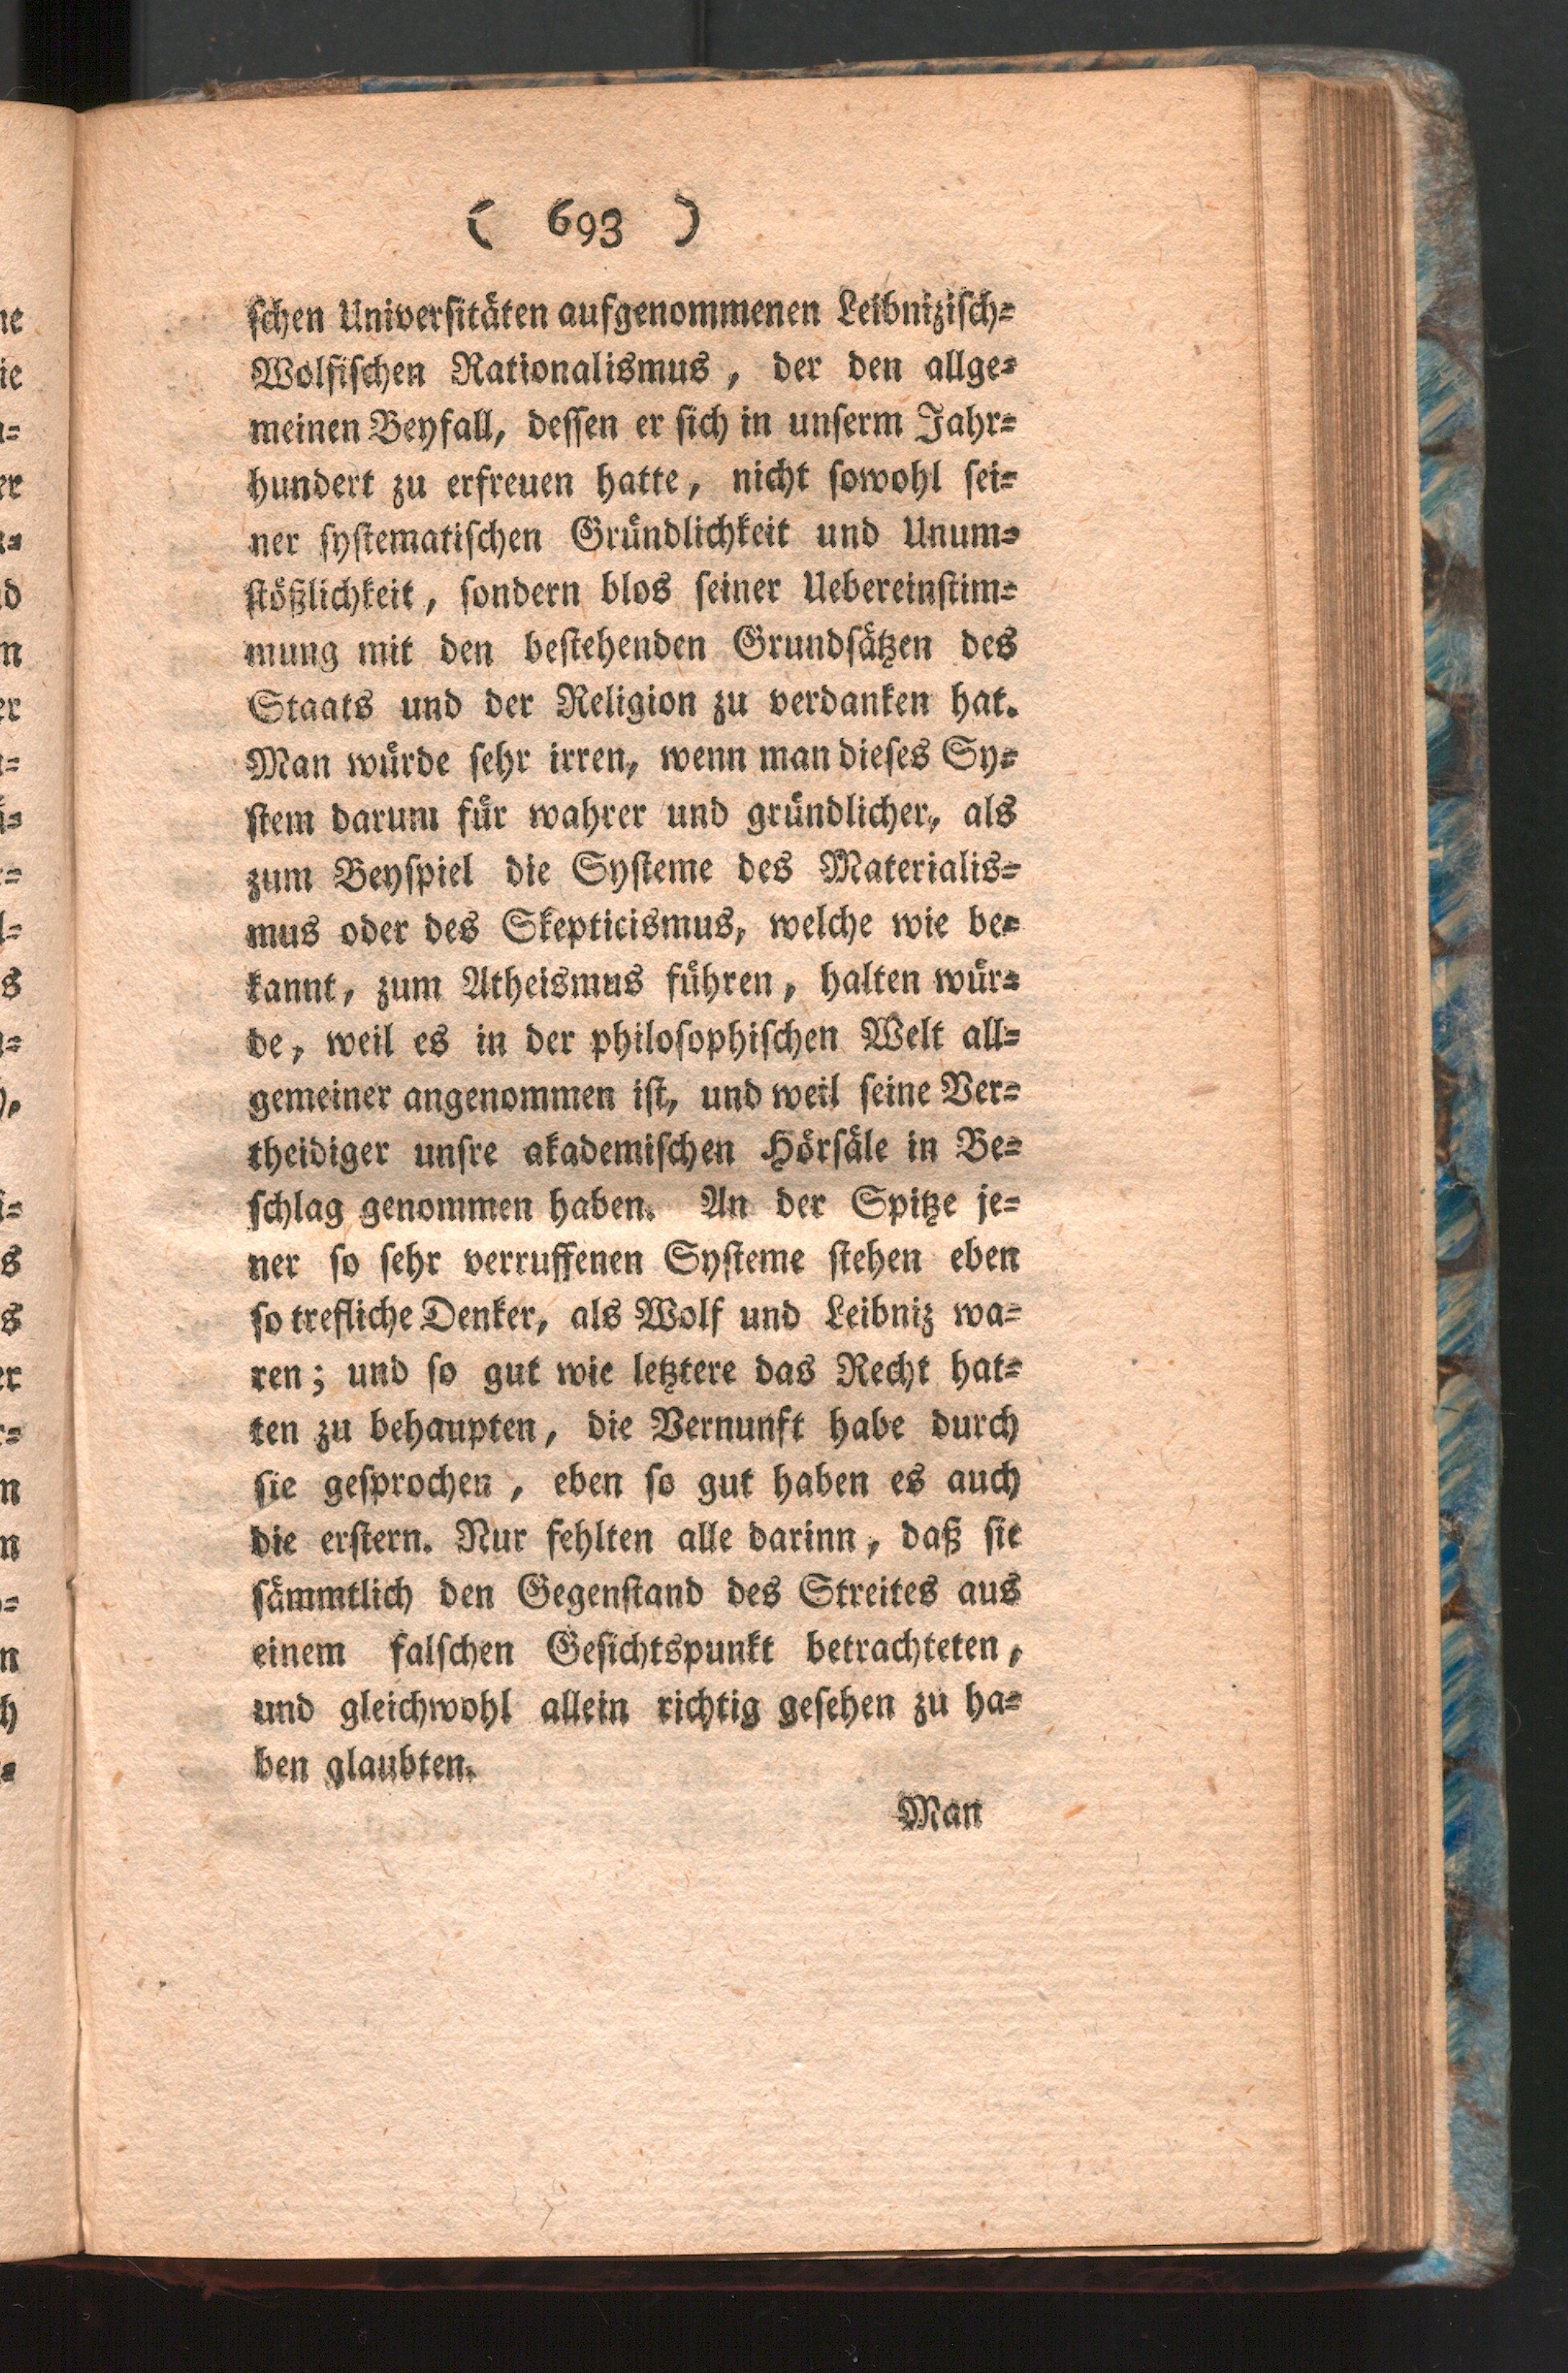 ( 693 )
ſchen Univerſitäten aufgenommenen Leibniziſch-
Wolfiſchen Rationalismus, der den allge-
meinen Beyfall, deſſen er ſich in unſerm Jahr-
hundert zu erfreuen hatte, nicht ſowohl ſei-
ner ſyſtematiſchen Gründlichkeit und Unum-
ſtößlichkeit, ſondern blos ſeiner Uebereinſtim-
mung mit den beſtehenden Grundſätzen des
Staats und der Religion zu verdanken hat.
Man würde ſehr irren, wenn man dieſes Sy-
ſtem darum für wahrer und gründlicher, als
zum Beyſpiel die Syſteme des Materialis-
mus oder des Skepticismus, welche wie be-
kannt, zum Atheismus führen, halten wür-
de, weil es in der philoſophiſchen Welt all-
gemeiner angenommen iſt, und weil ſeine Ver-
theidiger unſre akademiſchen Hörſäle in Be-
ſchlag genommen haben. An der Spitze je-
ner ſo ſehr verruffenen Syſteme ſtehen eben
ſo trefliche Denker, als Wolf und Leibniz wa-
ren; und ſo gut wie letztere das Recht hat-
ten zu behaupten, die Vernunft habe durch
ſie geſprochen, eben ſo gut haben es auch
die erſtern. Nur fehlten alle darinn, daß ſie
ſämmtlich den Gegenſtand des Streites aus
einem falſchen Geſichtspunkt betrachteten,
und gleichwohl allein richtig geſehen zu ha-
ben glaubten.
Man